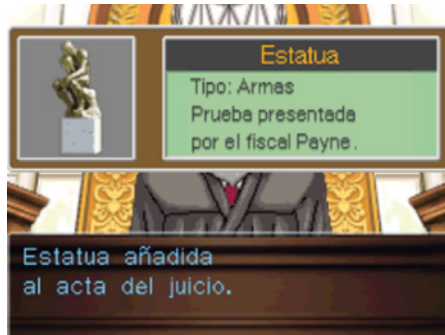 Estatua
Tipo: Armas
Prueba presentada
por el fiscal Payne.
Estatua añadida
al acta del juicio.